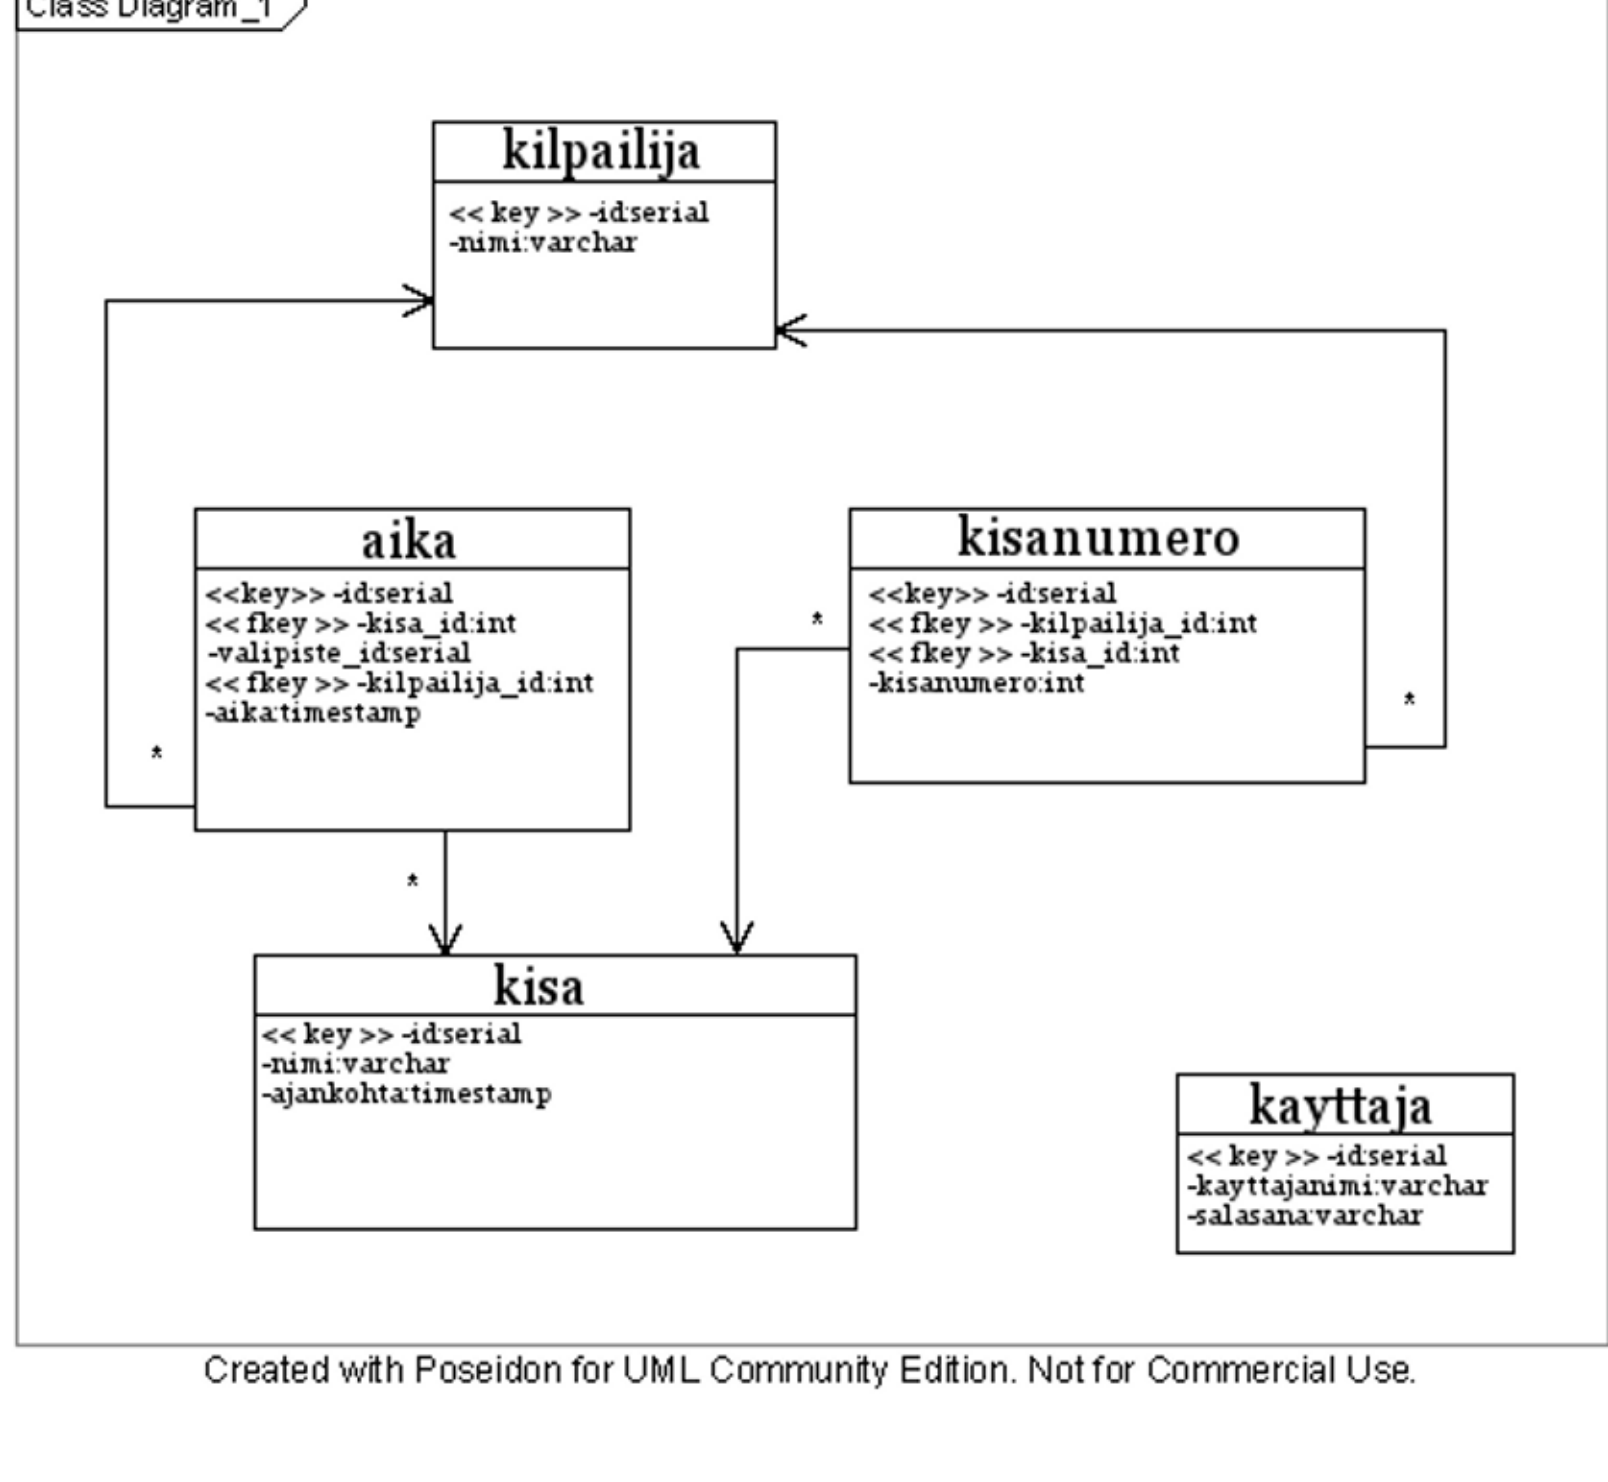 Class Diagram_1
kilpailija
<< key >> -id:serial
-nimi:varchar
aika
<<key>> -id:serial
<< fkey >> -kisa_id:int
-valipiste_id:serial
<< fkey >> -kilpailija_id:int
-aika:timestamp
*
*
kisanumero
<<key>> -id:serial
<< fkey >> -kilpailija_id:int
<< fkey >> -kisa_id:int
-kisanumero:int
*
*
kisa
<< key >> -id:serial
-nimi:varchar
-ajankohta:timestamp
kayttaja
<< key >> -id:serial
-kayttajanimi:varchar
-salasana:varchar
Created with Poseidon for UML Community Edition. Not for Commercial Use.